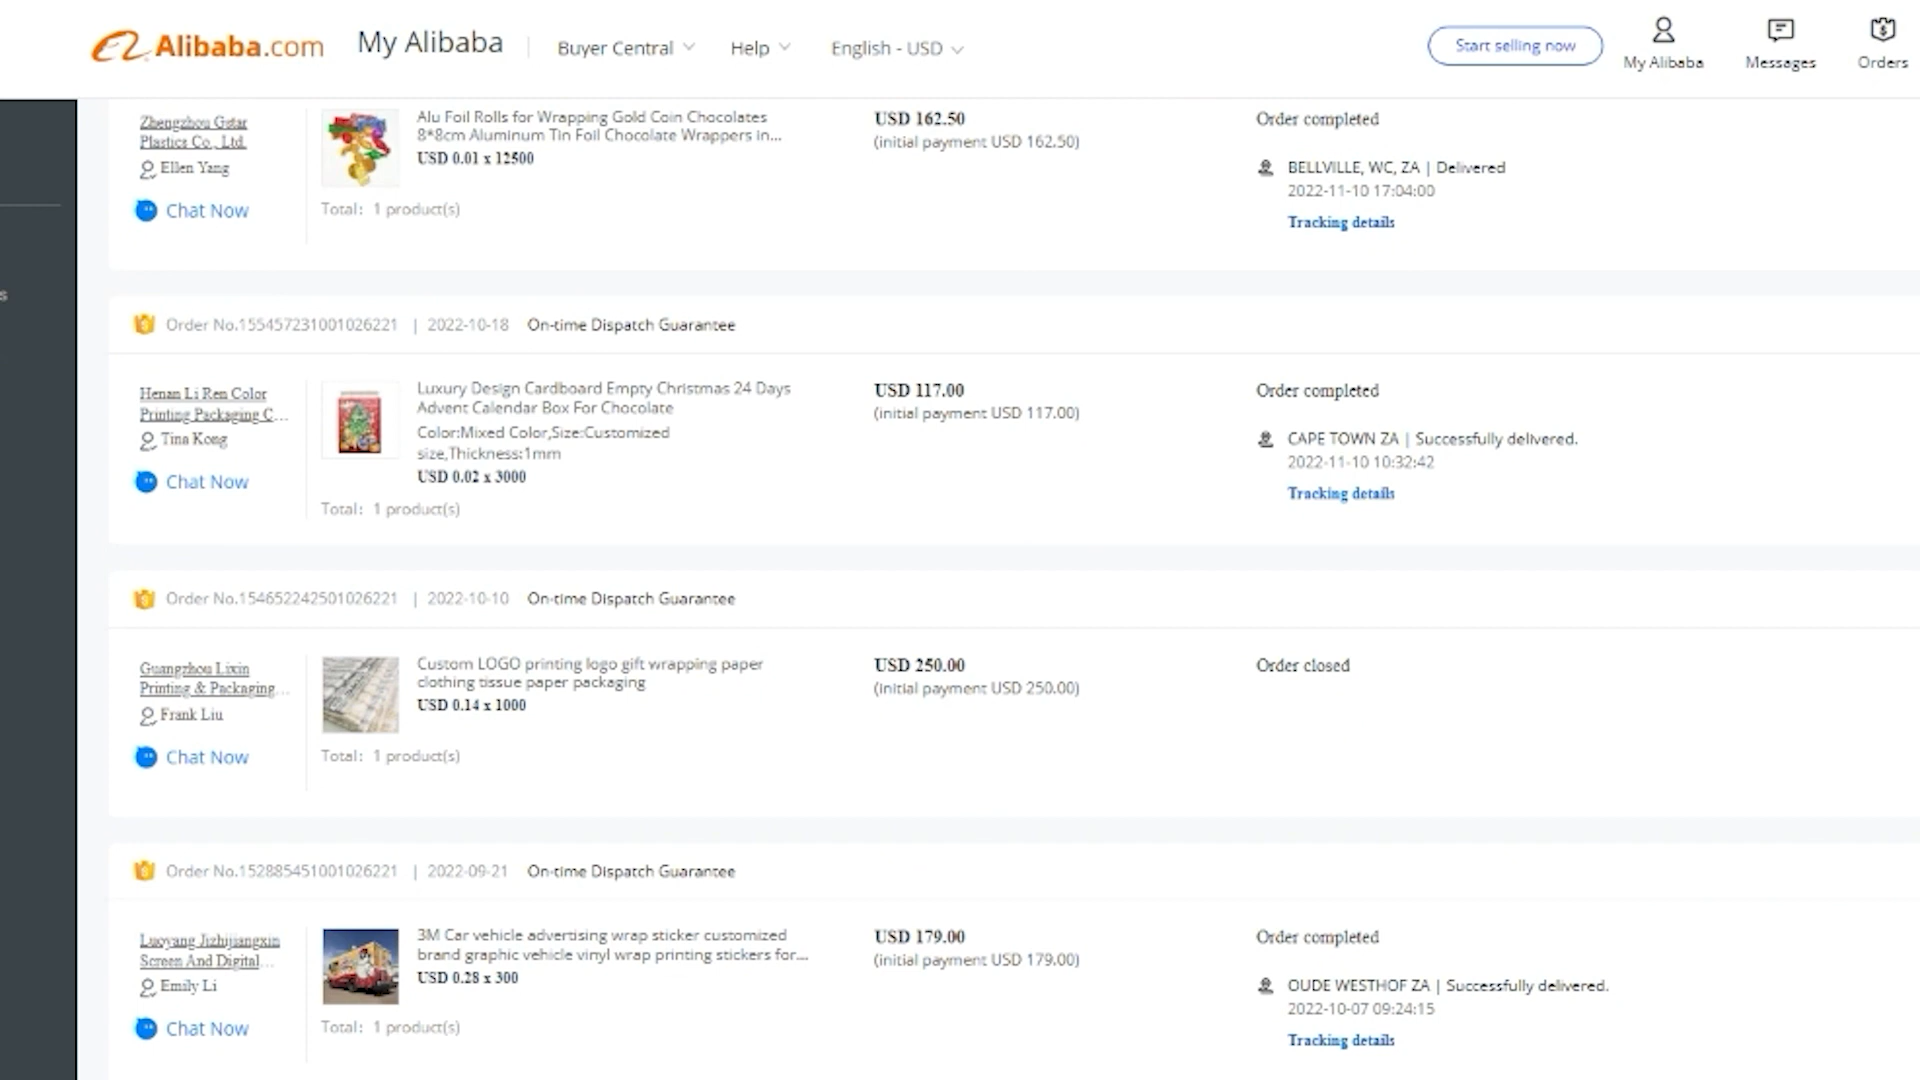 Alibaba.com
My Alibaba
Buyer Central
Help
English - USD
Start selling now
My Alibaba
Messages
Orders
Zhengzhou Gstar
Plastics Co., Ltd.
Ellen Yang
Chat Now
Alu Foil Rolls for Wrapping Gold Coin Chocolates
8*8cm Aluminum Tin Foil Chocolate Wrappers in...
USD 0.01 x 12500
Total: 1 product(s)
USD 162.50
(initial payment USD 162.50)
Order completed
BELLVILLE, WC, ZA | Delivered
2022-11-10 17:04:00
Tracking details
s
Order No.155457231001026221 | 2022-10-18 On-time Dispatch Guarantee
Henan Li Ren Color
Printing Packaging C...
Tina Kong
Chat Now
Luxury Design Cardboard Empty Christmas 24 Days
Advent Calendar Box For Chocolate
Color:Mixed Color,Size:Customized
size,Thickness:1mm
USD 0.02 x 3000
Total: 1 product(s)
USD 117.00
(initial payment USD 117.00)
Order completed
CAPE TOWN ZA | Successfully delivered.
2022-11-10 10:32:42
Tracking details
Order No.154652242501026221 | 2022-10-10 On-time Dispatch Guarantee
Guangzhou Lixin
Printing & Packaging...
Frank Liu
Chat Now
Custom LOGO printing logo gift wrapping paper
clothing tissue paper packaging
USD 0.14 x 1000
Total: 1 product(s)
USD 250.00
(initial payment USD 250.00)
Order closed
Order No.152885451001026221 | 2022-09-21 On-time Dispatch Guarantee
Luoyang Jizhijiangxin
Screen And Digital...
Emily Li
Chat Now
3M Car vehicle advertising wrap sticker customized
brand graphic vehicle vinyl wrap printing stickers for...
USD 0.28 x 300
Total: 1 product(s)
USD 179.00
(initial payment USD 179.00)
Order completed
OUDE WESTHOF ZA | Successfully delivered.
2022-10-07 09:24:15
Tracking details